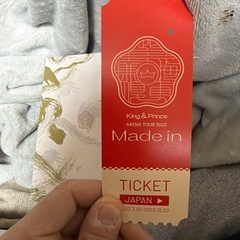 King & Prince
ARENA TOUR 2022
Made in
TICKET
JAPAN ▶